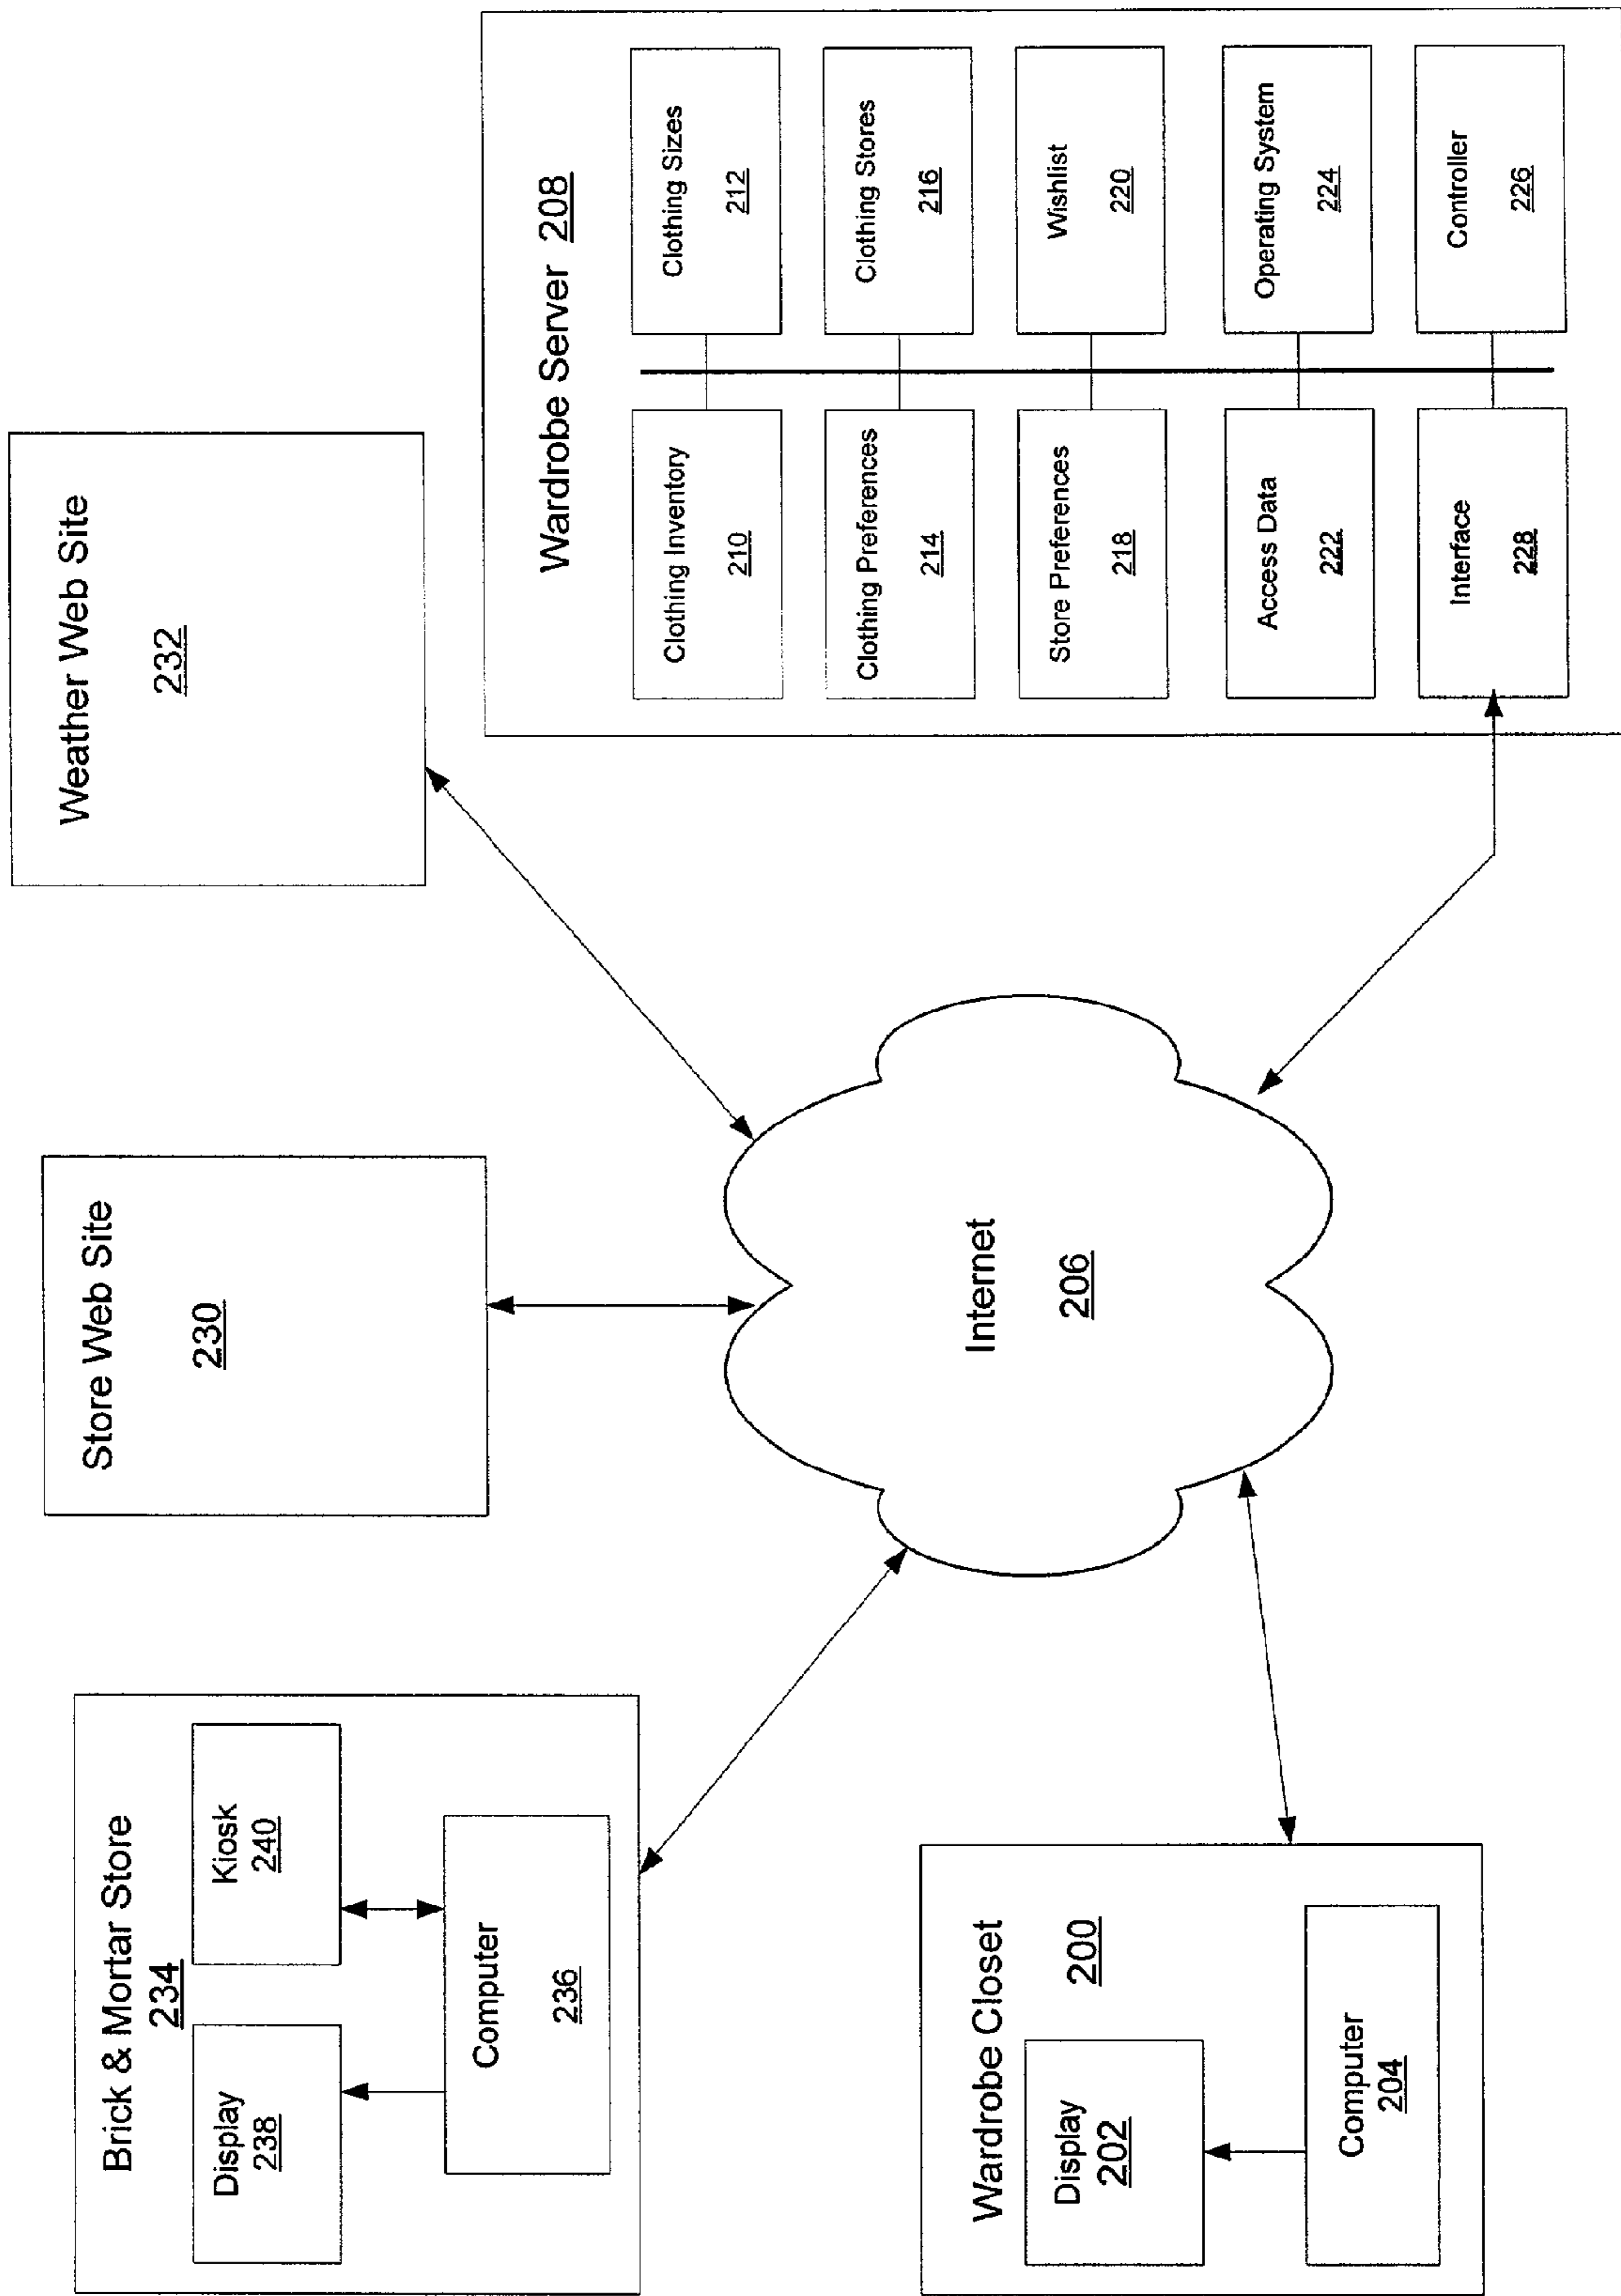 Brick & Mortar Store
234
Display
238
Kiosk
240
Computer
236
Store Web Site
230
Weather Web Site
232
Wardrobe Closet
200
Display
202
Computer
204
Internet
206
Wardrobe Server 208
Clothing Inventory
210
Clothing Sizes
212
Clothing Preferences
214
Clothing Stores
216
Store Preferences
218
Wishlist
220
Access Data
222
Operating System
224
Interface
228
Controller
226